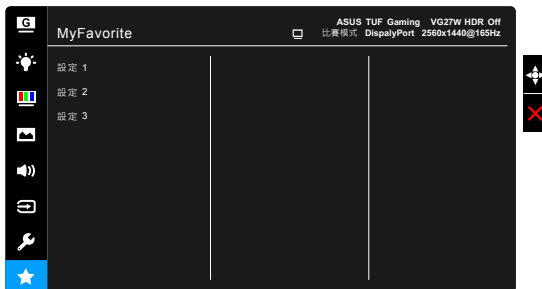 G
ASUS TUF Gaming VG27W HDR Off
MyFavorite
比賽模式 DispalyPort 2560x1440@165Hz
設定 1
設定 2
設定 3